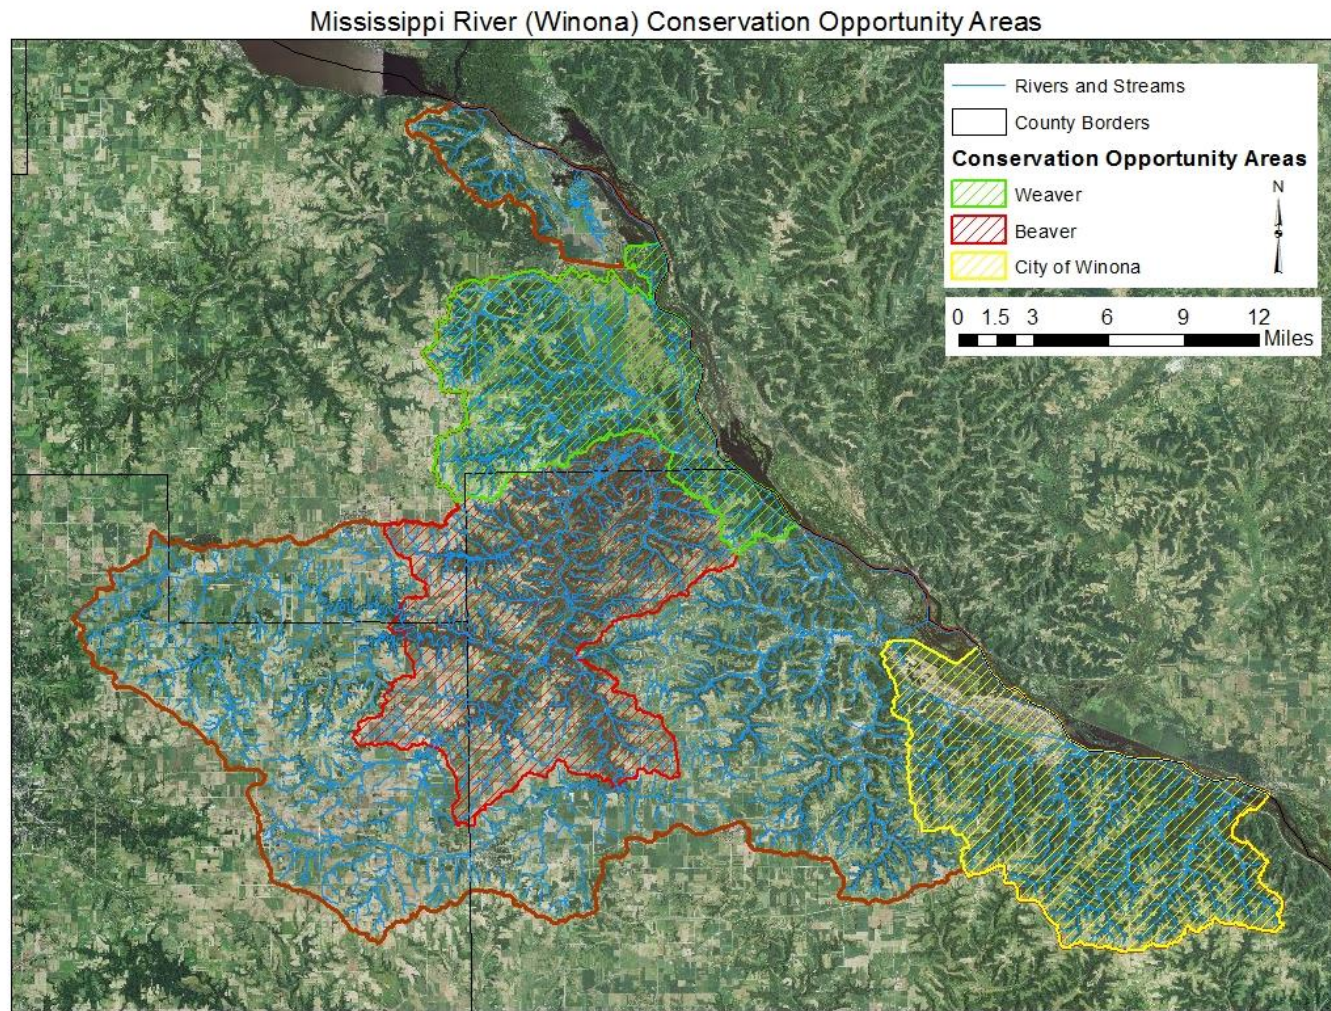 Mississippi River (Winona) Conservation Opportunity Areas
Rivers and Streams
County Borders
Conservation Opportunity Areas
Weaver
N
Beaver
City of Winona
0 1.5 3 6 9 12
Miles